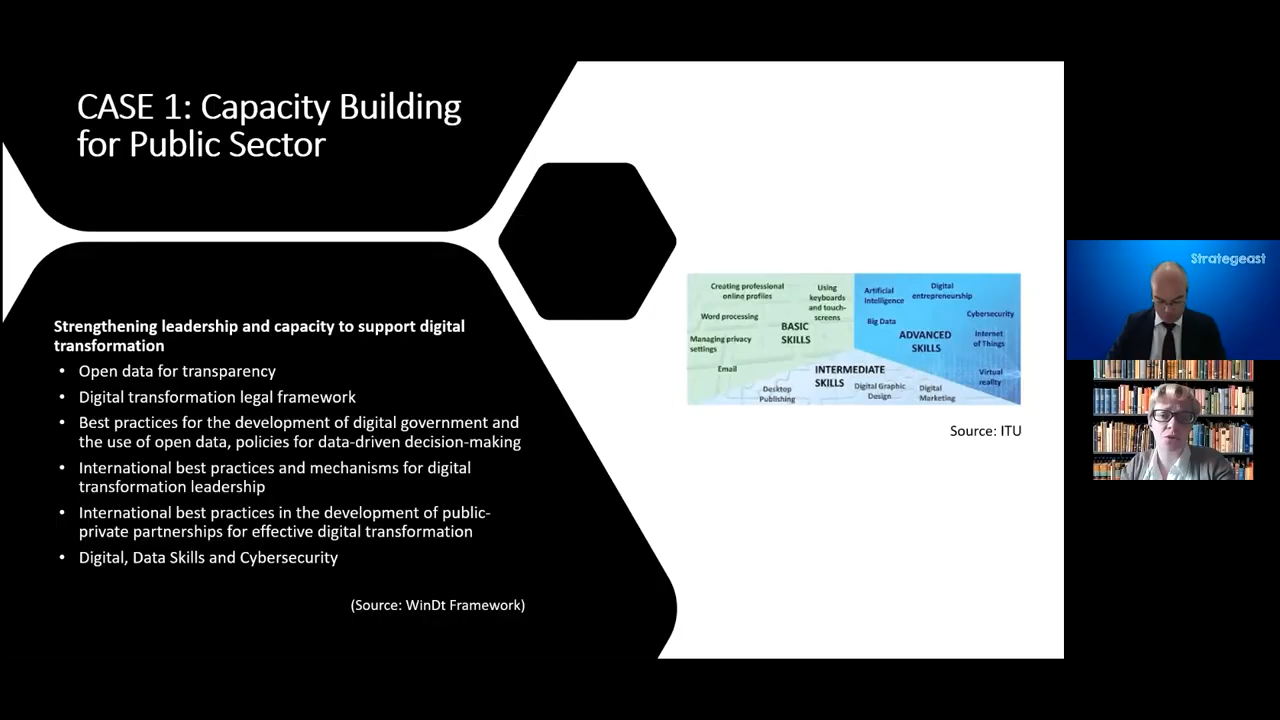 CASE 1: Capacity Building
for Public Sector
Strengthening leadership and capacity to support digital
transformation
• Open data for transparency
• Digital transformation legal framework
• Best practices for the development of digital government and
the use of open data, policies for data-driven decision-making
• International best practices and mechanisms for digital
transformation leadership
• International best practices in the development of public-
private partnerships for effective digital transformation
• Digital, Data Skills and Cybersecurity
(Source: WinDt Framework)
Creating professional
online profiles
Using
keyboards
and touch-
screens
Word processing
BASIC
SKILLS
Managing privacy
settings
Email
Artificial
Intelligence
Digital
entrepreneurship
Cybersecurity
Big Data
ADVANCED
SKILLS
Internet
of Things
Virtual
reality
INTERMEDIATE
SKILLS
Desktop
Publishing
Digital Graphic
Design
Digital
Marketing
Source: ITU
Strategeast